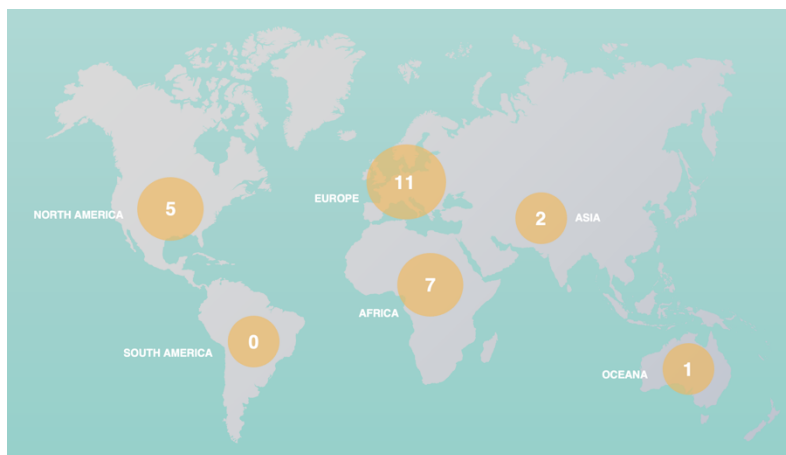 11
EUROPE
5
NORTH AMERICA
2
ASIA
7
AFRICA
0
SOUTH AMERICA
1
OCEANA